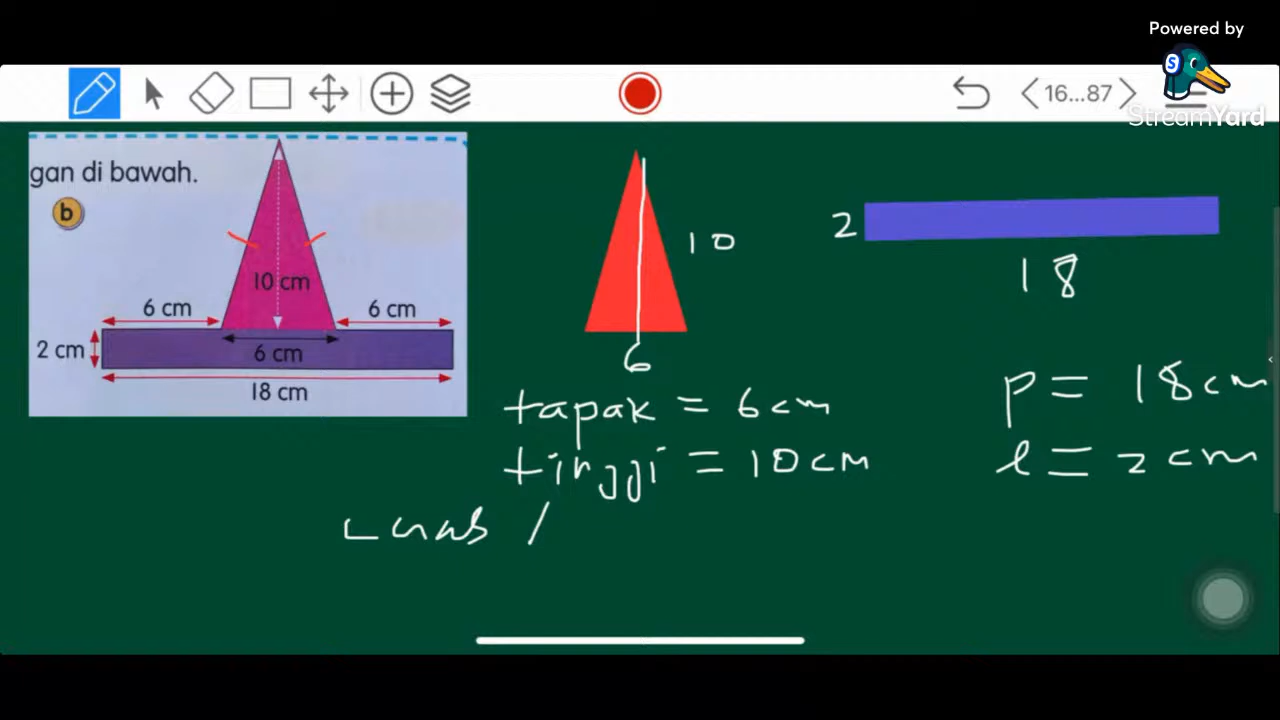 Powered by
StreamYard
16...87
gan di bawah.
b
10 cm
6 cm
6 cm
2 cm
6 cm
18 cm
10
6
2
18
tapak = 6cm
tinggi = 10cm
p = 18cm
l = 2cm
Luas /